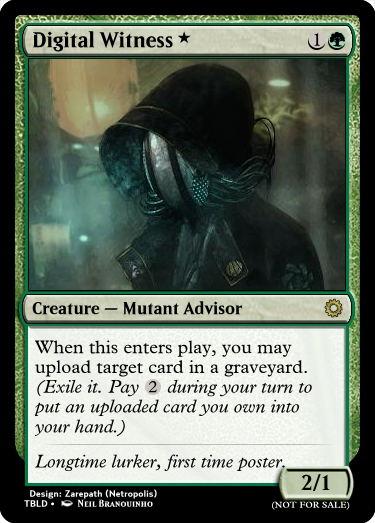 Digital Witness ★ 1
Creature — Mutant Advisor
When this enters play, you may
upload target card in a graveyard.
(Exile it. Pay 2 during your turn to
put an uploaded card you own into
your hand.)
Longtime lurker, first time poster.
2/1
Design: Zarepath (Netropolis)
TBLD • Neil Branquinho
(NOT FOR SALE)